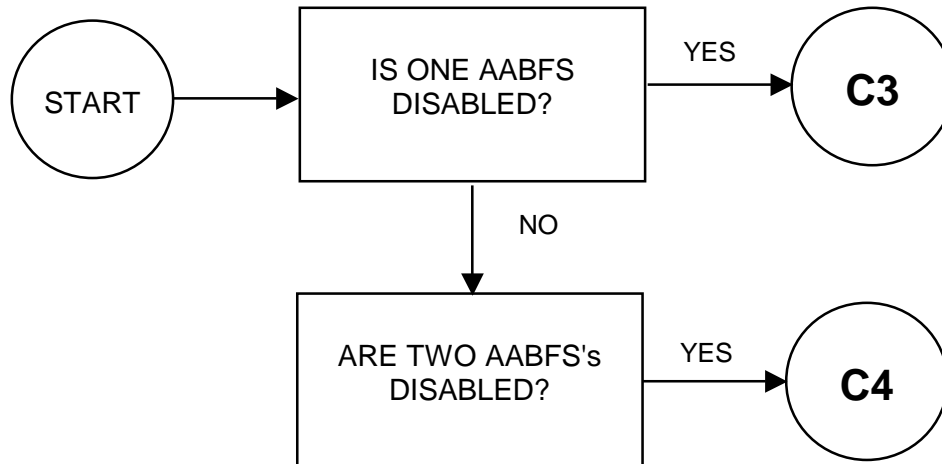 START
IS ONE AABFS
DISABLED?
YES
C3
NO
ARE TWO AABFS's
DISABLED?
YES
C4